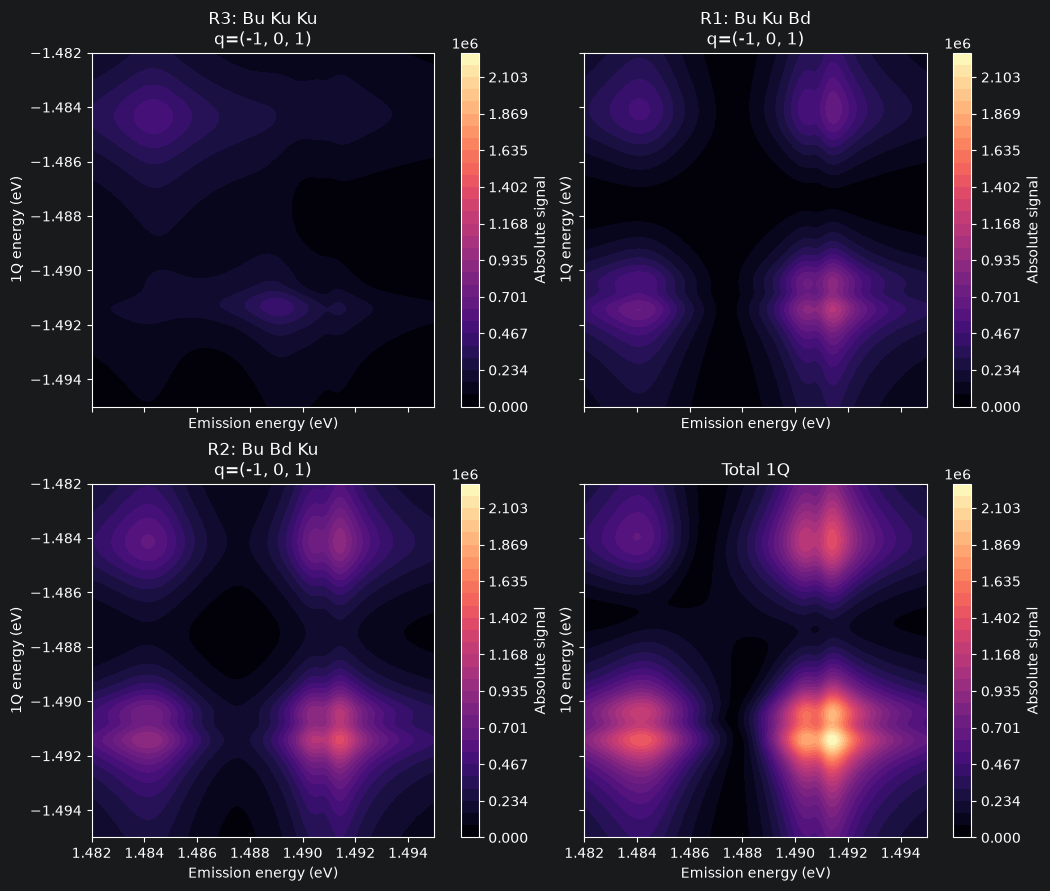 R3: Bu Ku Ku
q=(-1, 0, 1)
1e6
−1.482
−1.484
−1.486
−1.488
−1.490
−1.492
−1.494
1Q energy (eV)
Emission energy (eV)
2.103
1.869
1.635
1.402
1.168
0.935
0.701
0.467
0.234
0.000
Absolute signal
R1: Bu Ku Bd
q=(-1, 0, 1)
1e6
1Q energy (eV)
Emission energy (eV)
2.103
1.869
1.635
1.402
1.168
0.935
0.701
0.467
0.234
0.000
Absolute signal
R2: Bu Bd Ku
q=(-1, 0, 1)
1e6
−1.482
−1.484
−1.486
−1.488
−1.490
−1.492
−1.494
1Q energy (eV)
1.482 1.484 1.486 1.488 1.490 1.492 1.494
Emission energy (eV)
2.103
1.869
1.635
1.402
1.168
0.935
0.701
0.467
0.234
0.000
Absolute signal
Total 1Q
1e6
1Q energy (eV)
1.482 1.484 1.486 1.488 1.490 1.492 1.494
Emission energy (eV)
2.103
1.869
1.635
1.402
1.168
0.935
0.701
0.467
0.234
0.000
Absolute signal